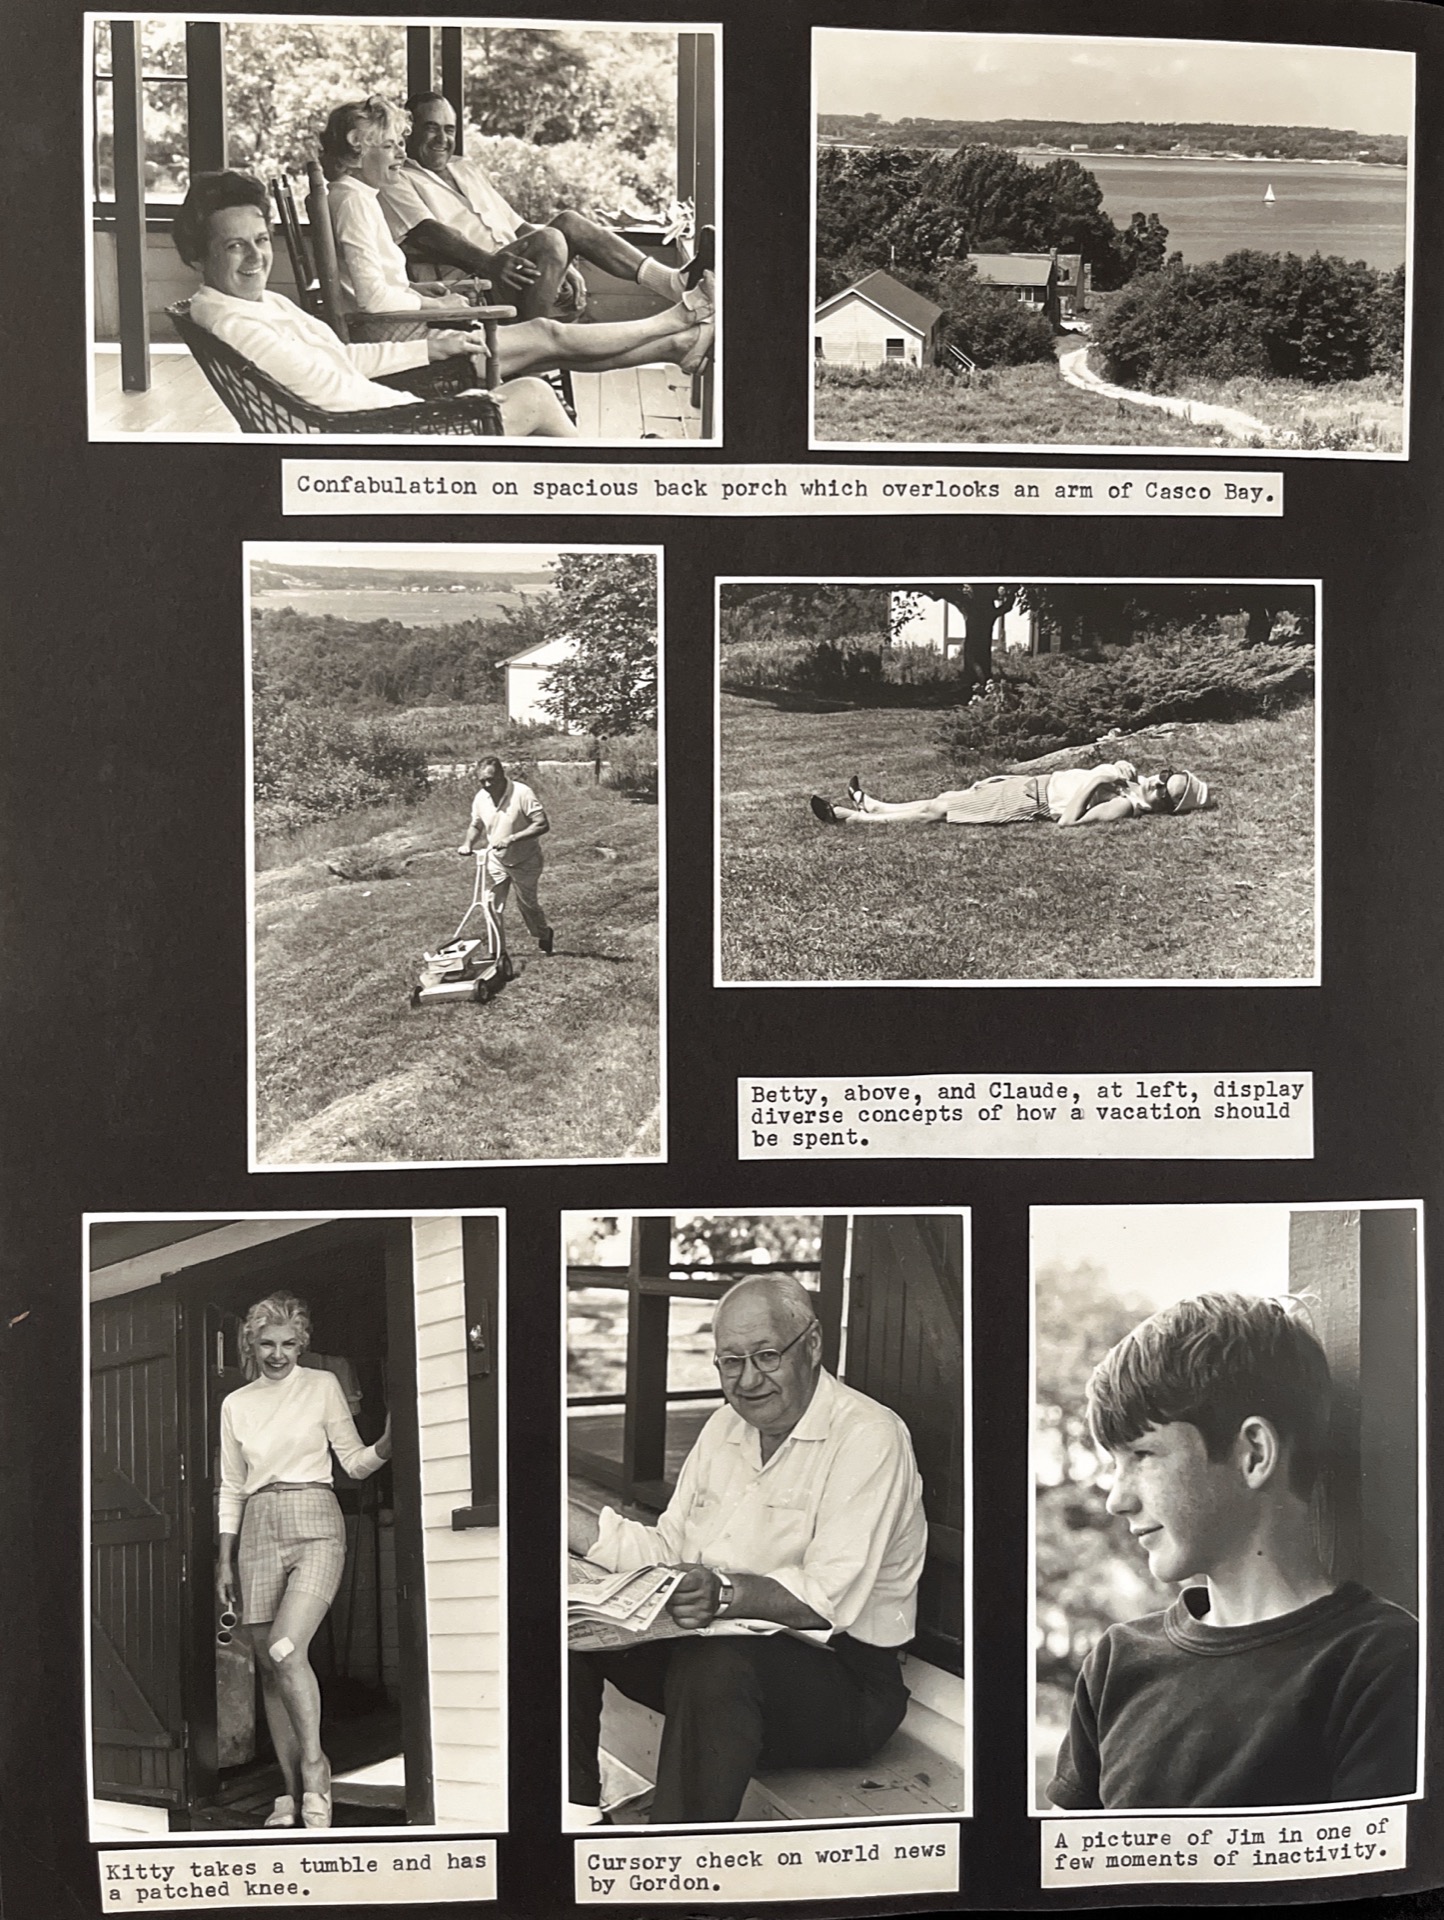 Confabulation on spacious back porch which overlooks an arm of Casco Bay.
Betty, above, and Claude, at left, display
diverse concepts of how a vacation should
be spent.
Kitty takes a tumble and has
a patched knee.
Cursory check on world news
by Gordon.
A picture of Jim in one of
few moments of inactivity.